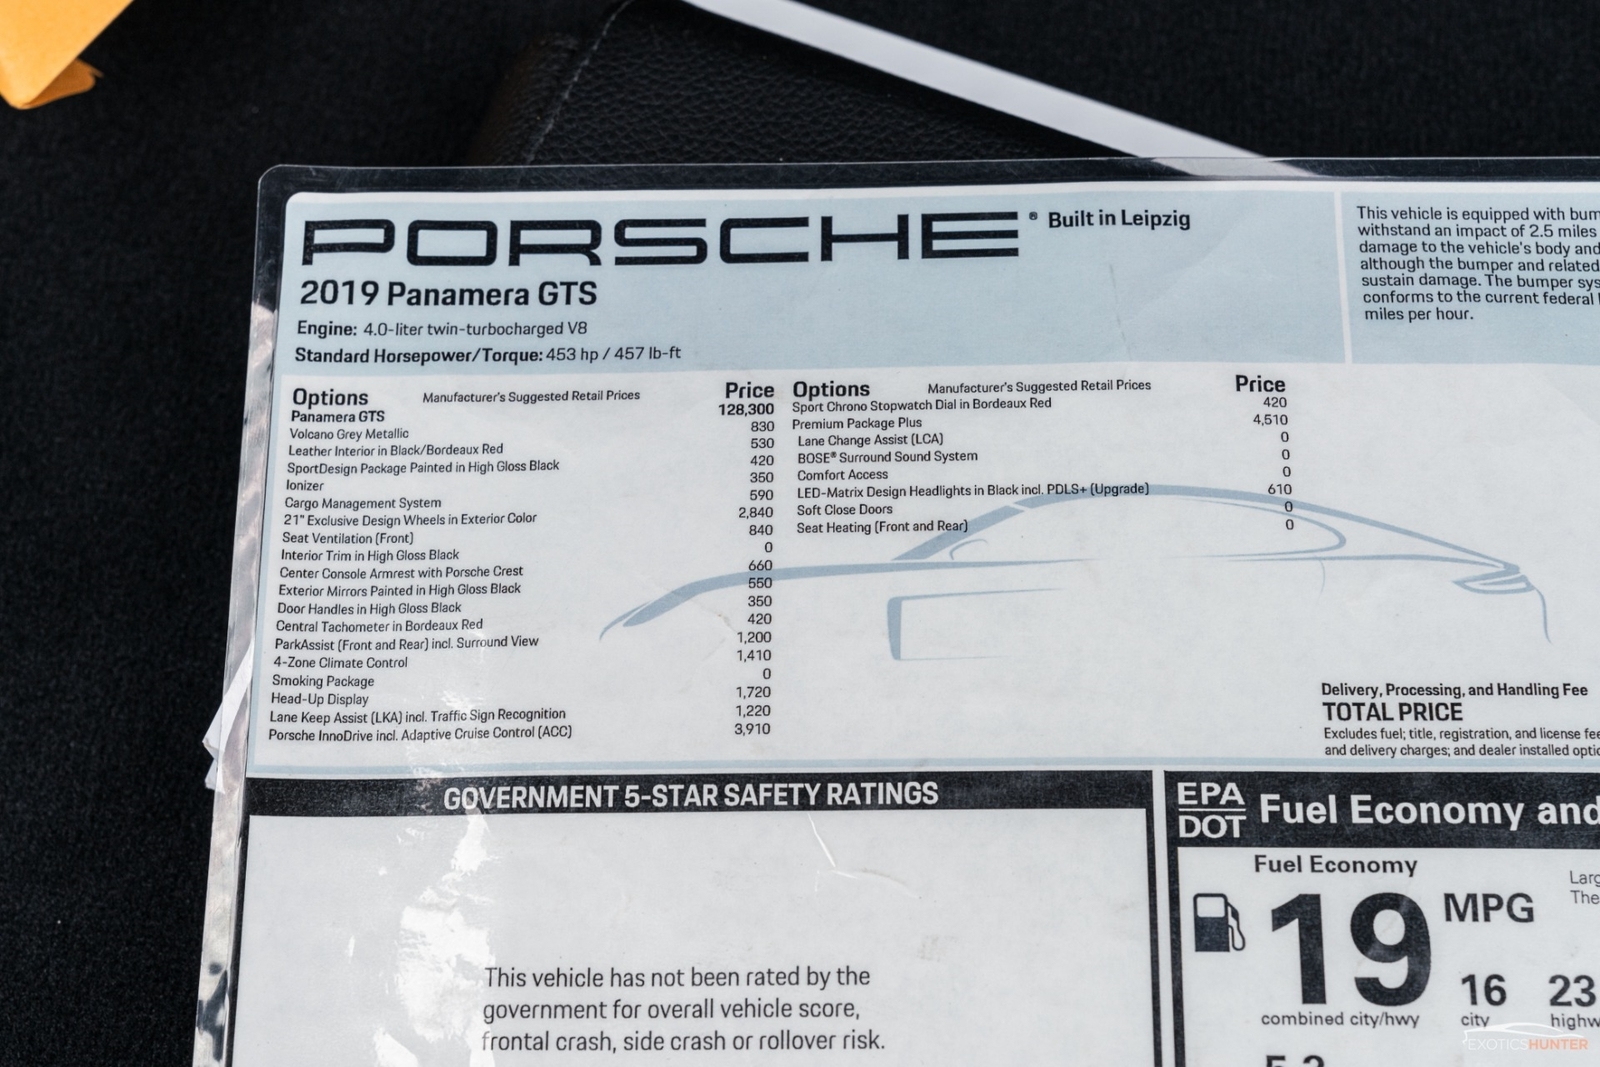 PORSCHE® Built in Leipzig
2019 Panamera GTS
Engine: 4.0-liter twin-turbocharged V8
Standard Horsepower/Torque: 453 hp / 457 lb-ft
This vehicle is equipped with bum
withstand an impact of 2.5 miles
damage to the vehicle's body and
although the bumper and related
sustain damage. The bumper sys
conforms to the current federal
miles per hour.
Options Manufacturer's Suggested Retail Prices Price
Panamera GTS 128,300
Volcano Grey Metallic 830
Leather Interior in Black/Bordeaux Red 530
SportDesign Package Painted in High Gloss Black 420
Ionizer 350
Cargo Management System 590
21" Exclusive Design Wheels in Exterior Color 2,840
Seat Ventilation (Front) 840
Interior Trim in High Gloss Black 0
Center Console Armrest with Porsche Crest 660
Exterior Mirrors Painted in High Gloss Black 550
Door Handles in High Gloss Black 350
Central Tachometer in Bordeaux Red 420
ParkAssist (Front and Rear) incl. Surround View 1,200
4-Zone Climate Control 1,410
Smoking Package 0
Head-Up Display 1,720
Lane Keep Assist (LKA) incl. Traffic Sign Recognition 1,220
Porsche InnoDrive incl. Adaptive Cruise Control (ACC) 3,910
Options Manufacturer's Suggested Retail Prices Price
Sport Chrono Stopwatch Dial in Bordeaux Red 420
Premium Package Plus 4,510
Lane Change Assist (LCA) 0
BOSE® Surround Sound System 0
Comfort Access 0
LED-Matrix Design Headlights in Black incl. PDLS+ (Upgrade) 610
Soft Close Doors 0
Seat Heating (Front and Rear) 0
Delivery, Processing, and Handling Fee
TOTAL PRICE
Excludes fuel; title, registration, and license fee
and delivery charges; and dealer installed optio
GOVERNMENT 5-STAR SAFETY RATINGS
This vehicle has not been rated by the
government for overall vehicle score,
frontal crash, side crash or rollover risk.
EPA
DOT
Fuel Economy and
Fuel Economy
19 MPG
combined city/hwy
16
city
23
highw
Larg
The
EXOTICSHUNTER